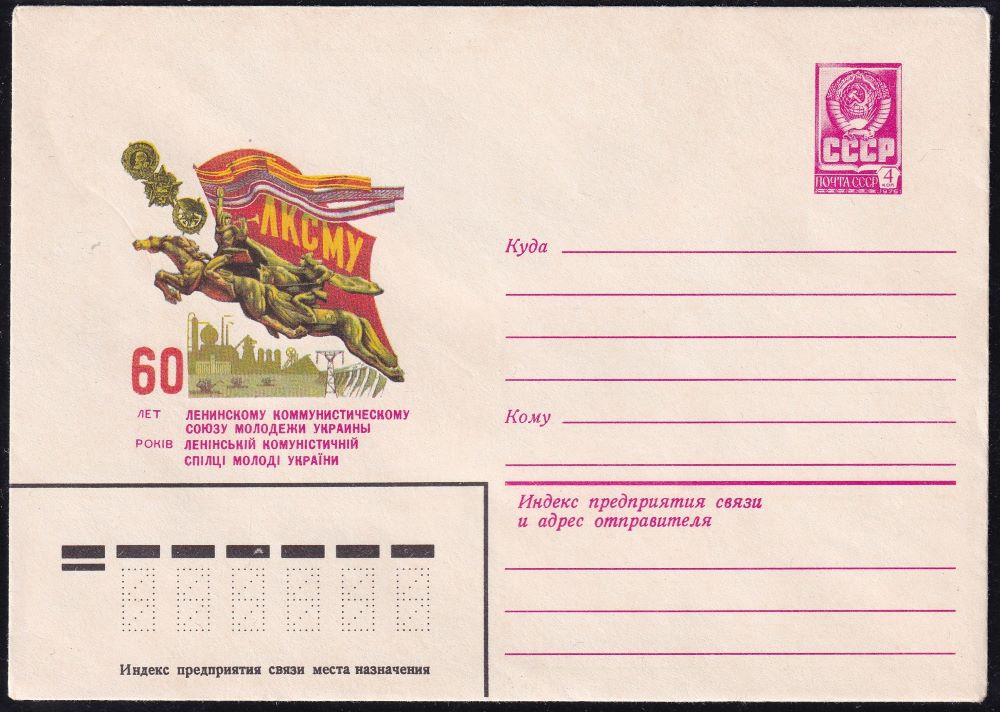 СССР
4
КОП
ПОЧТА СССР
ЛКСМУ
60
ЛЕТ ЛЕНИНСКОМУ КОММУНИСТИЧЕСКОМУ
СОЮЗУ МОЛОДЕЖИ УКРАИНЫ
РОКІВ ЛЕНІНСЬКІЙ КОМУНІСТИЧНІЙ
СПІЛЦІ МОЛОДІ УКРАЇНИ
Куда
Кому
Индекс предприятия связи
и адрес отправителя
Индекс предприятия связи места назначения